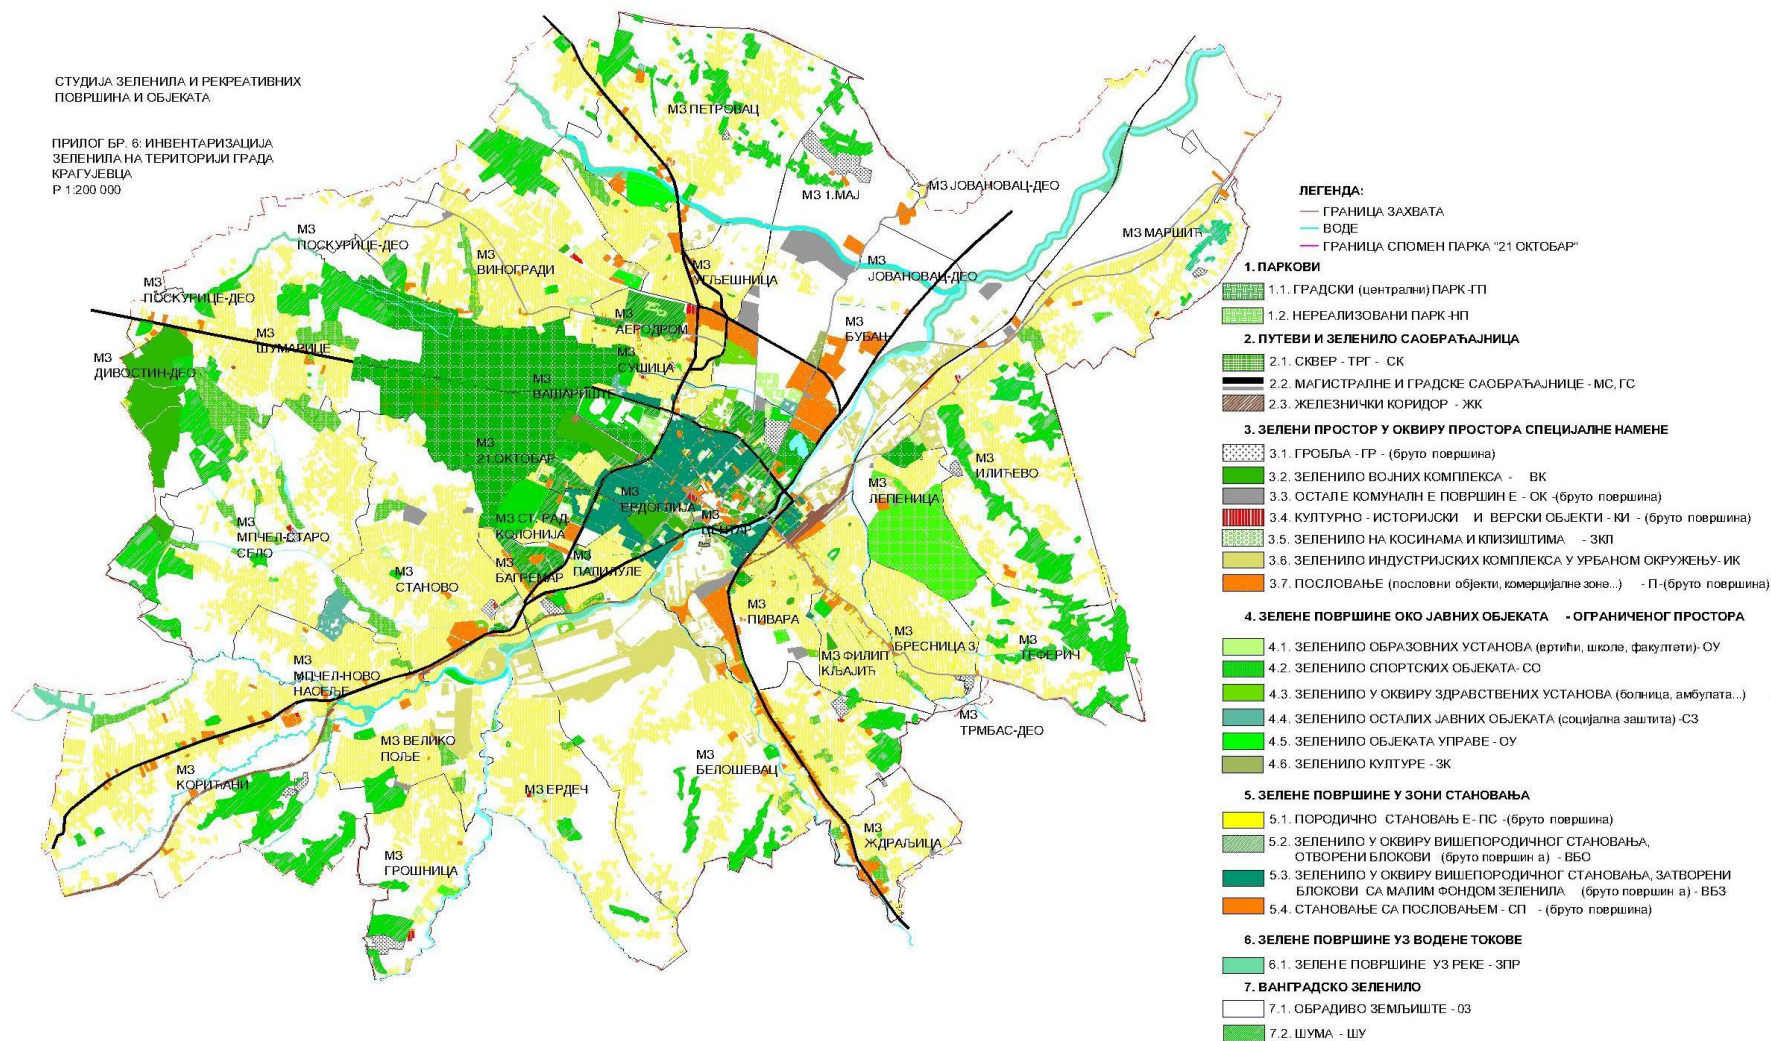 СТУДИЈА ЗЕЛЕНИЛА И РЕКРЕАТИВНИХ
ПОВРШИНА И ОБЈЕКАТА
ПРИЛОГ БР. 6: ИНВЕНТАРИЗАЦИЈА
ЗЕЛЕНИЛА НА ТЕРИТОРИЈИ ГРАДА
КРАГУЈЕВЦА
Р 1:200 000
МЗ ПЕТРОВАЦ
МЗ 1.МАЈ
МЗ ЈОВАНОВАЦ-ДЕО
МЗ МАРШИЋ
МЗ
ПОСКУРИЦЕ-ДЕО
МЗ
ВИНОГРАДИ
МЗ
УГЉЕШНИЦА
МЗ
ЈОВАНОВАЦ-ДЕО
МЗ
ПОСКУРИЦЕ-ДЕО
МЗ
АЕРОДРОМ
МЗ
БУБАЊ
МЗ
ШУМАРИЦЕ
МЗ
ДИВОСТИН-ДЕО
МЗ
СУШИЦА
МЗ
ВАШАРИШТЕ
МЗ
21.ОКТОБАР
МЗ
ИЛИЋЕВО
МЗ
ЛЕПЕНИЦА
МЗ
ЕРДОГЛИЈА
МЗ
ЦЕНТАР
МЗ СТ. РАД.
КОЛОНИЈА
МЗ
МПЧЕЛ-СТАРО
СЕЛО
МЗ
СТАНОВО
МЗ
БАГРЕМАР
МЗ
ПАЛИЛУЛЕ
МЗ
ПИВАРА
МЗ
БРЕСНИЦА 3
МЗ
ТЕФЕРИЧ
МЗ ФИЛИП
КЉАЈИЋ
МЗ
МПЧЕЛ-НОВО
НАСЕЉЕ
МЗ
ТРМБАС-ДЕО
МЗ ВЕЛИКО
ПОЉЕ
МЗ
БЕЛОШЕВАЦ
МЗ
КОРИЋАНИ
МЗ ЕРДЕЧ
МЗ
ЖДРАЉИЦА
МЗ
ГРОШНИЦА
ЛЕГЕНДА:
ГРАНИЦА ЗАХВАТА
ВОДЕ
ГРАНИЦА СПОМЕН ПАРКА "21 ОКТОБАР"
1. ПАРКОВИ
1.1. ГРАДСКИ (централни) ПАРК -ГП
1.2. НЕРЕАЛИЗОВАНИ ПАРК -НП
2. ПУТЕВИ И ЗЕЛЕНИЛО САОБРАЋАЈНИЦА
2.1. СКВЕР - ТРГ - СК
2.2. МАГИСТРАЛНЕ И ГРАДСКЕ САОБРАЋАЈНИЦЕ - МС, ГС
2.3. ЖЕЛЕЗНИЧКИ КОРИДОР - ЖК
3. ЗЕЛЕНИ ПРОСТОР У ОКВИРУ ПРОСТОРА СПЕЦИЈАЛНЕ НАМЕНЕ
3.1. ГРОБЉА - ГР - (бруто површина)
3.2. ЗЕЛЕНИЛО ВОЈНИХ КОМПЛЕКСА - ВК
3.3. ОСТАЛЕ КОМУНАЛНЕ ПОВРШИНЕ - ОК -(бруто површина)
3.4. КУЛТУРНО - ИСТОРИЈСКИ И ВЕРСКИ ОБЈЕКТИ - КИ - (бруто површина)
3.5. ЗЕЛЕНИЛО НА КОСИНАМА И КЛИЗИШТИМА - ЗКЛ
3.6. ЗЕЛЕНИЛО ИНДУСТРИЈСКИХ КОМПЛЕКСА У УРБАНОМ ОКРУЖЕЊУ- ИК
3.7. ПОСЛОВАЊЕ (пословни објекти, комерцијалне зоне...) - П-(бруто површина)
4. ЗЕЛЕНЕ ПОВРШИНЕ ОКО ЈАВНИХ ОБЈЕКАТА - ОГРАНИЧЕНОГ ПРОСТОРА
4.1. ЗЕЛЕНИЛО ОБРАЗОВНИХ УСТАНОВА (вртићи, школе, факултети)- ОУ
4.2. ЗЕЛЕНИЛО СПОРТСКИХ ОБЈЕКАТА- СО
4.3. ЗЕЛЕНИЛО У ОКВИРУ ЗДРАВСТВЕНИХ УСТАНОВА (болница, амбулата...)
4.4. ЗЕЛЕНИЛО ОСТАЛИХ ЈАВНИХ ОБЈЕКАТА (социјална заштита) -СЗ
4.5. ЗЕЛЕНИЛО ОБЈЕКАТА УПРАВЕ - ОУ
4.6. ЗЕЛЕНИЛО КУЛТУРЕ - ЗК
5. ЗЕЛЕНЕ ПОВРШИНЕ У ЗОНИ СТАНОВАЊА
5.1. ПОРОДИЧНО СТАНОВАЊЕ- ПС -(бруто површина)
5.2. ЗЕЛЕНИЛО У ОКВИРУ ВИШЕПОРОДИЧНОГ СТАНОВАЊА,
ОТВОРЕНИ БЛОКОВИ (бруто површина) - ВБО
5.3. ЗЕЛЕНИЛО У ОКВИРУ ВИШЕПОРОДИЧНОГ СТАНОВАЊА, ЗАТВОРЕНИ
БЛОКОВИ СА МАЛИМ ФОНДОМ ЗЕЛЕНИЛА (бруто површина) - ВБЗ
5.4. СТАНОВАЊЕ СА ПОСЛОВАЊЕМ - СП - (бруто површина)
6. ЗЕЛЕНЕ ПОВРШИНЕ УЗ ВОДЕНЕ ТОКОВЕ
6.1. ЗЕЛЕНЕ ПОВРШИНЕ УЗ РЕКЕ - ЗПР
7. ВАНГРАДСКО ЗЕЛЕНИЛО
7.1. ОБРАДИВО ЗЕМЉИШТЕ - ОЗ
7.2. ШУМА - ШУ